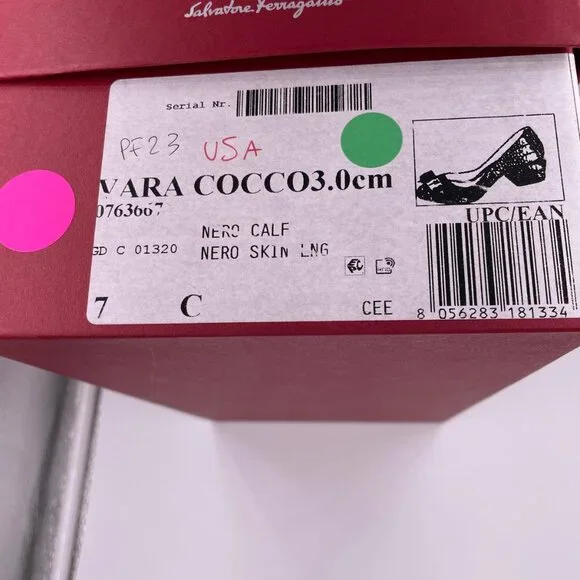 Salvatore Ferragamo
Serial Nr.
PF23 USA
VARA COCCO3.0cm
0763667
UPC/EAN
NERO CALF
GD C 01320 NERO SKIN LNG
7 C CEE
8 056283 181334